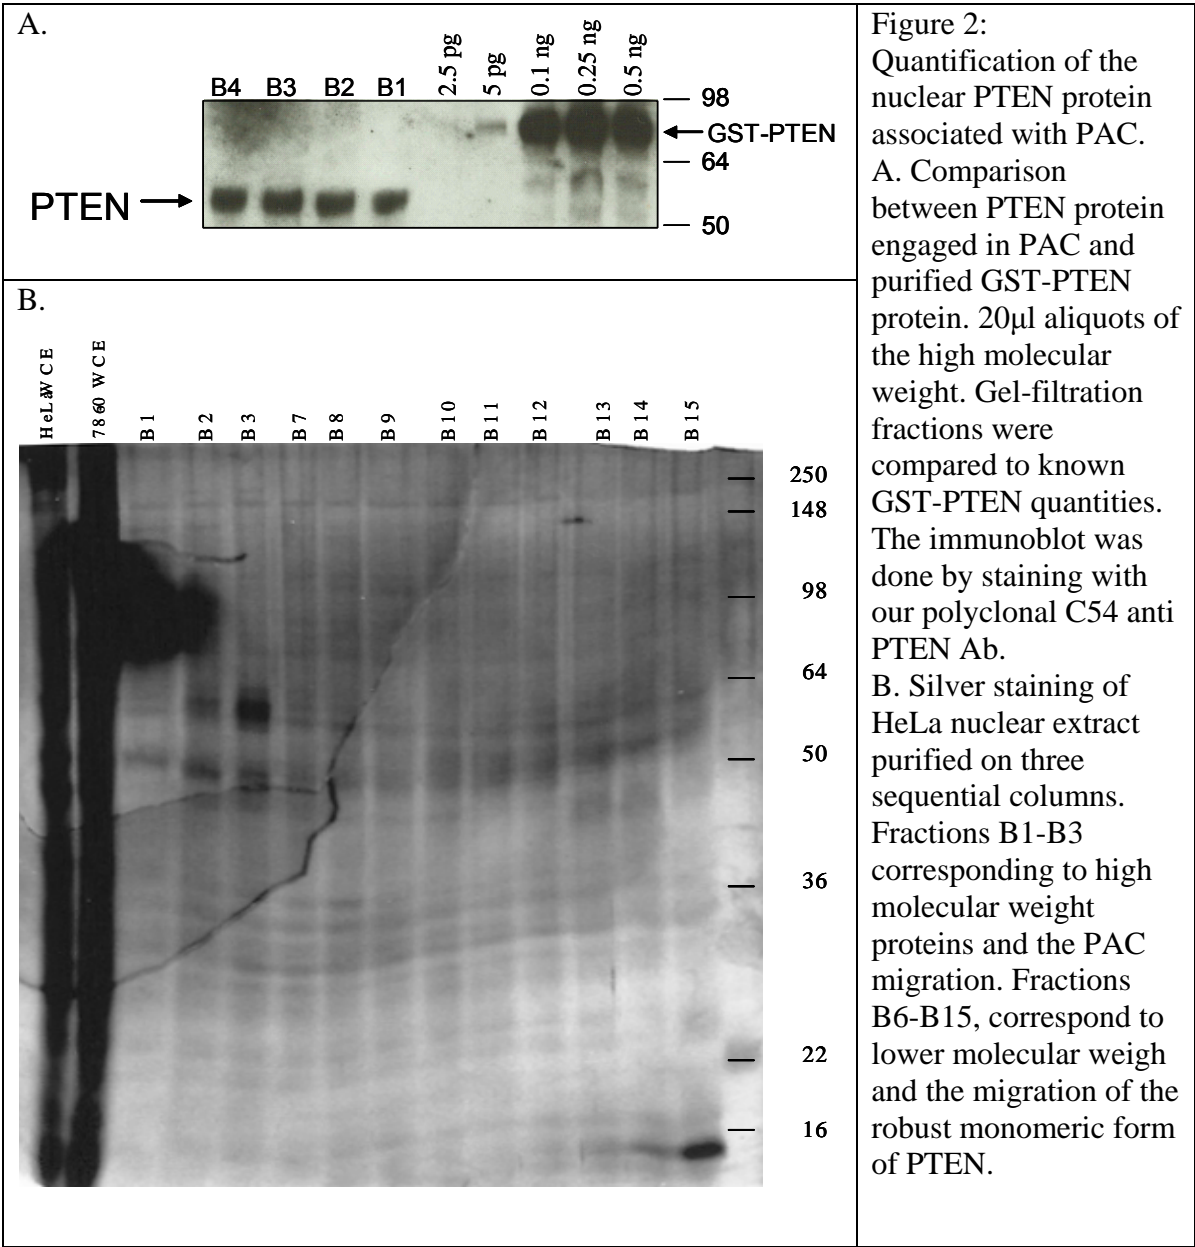 A.
B4 B3 B2 B1 2.5 pg 5 pg 0.1 ng 0.25 ng 0.5 ng
98
GST-PTEN
64
PTEN
50
B.
HeLaWCE 7860 WCE B1 B2 B3 B7 B8 B9 B10 B11 B12 B13 B14 B15
250
148
98
64
50
36
22
16
Figure 2:
Quantification of the
nuclear PTEN protein
associated with PAC.
A. Comparison
between PTEN protein
engaged in PAC and
purified GST-PTEN
protein. 20μl aliquots of
the high molecular
weight. Gel-filtration
fractions were
compared to known
GST-PTEN quantities.
The immunoblot was
done by staining with
our polyclonal C54 anti
PTEN Ab.
B. Silver staining of
HeLa nuclear extract
purified on three
sequential columns.
Fractions B1-B3
corresponding to high
molecular weight
proteins and the PAC
migration. Fractions
B6-B15, correspond to
lower molecular weigh
and the migration of the
robust monomeric form
of PTEN.